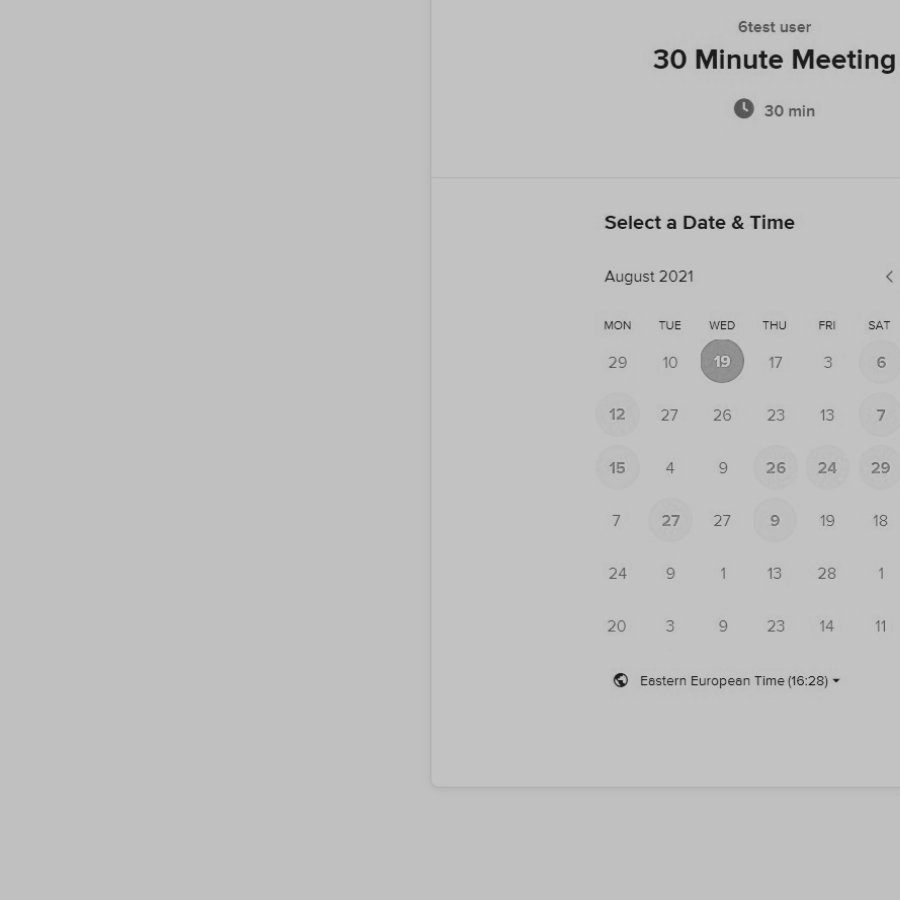 6test user
30 Minute Meeting
30 min
Select a Date & Time
August 2021
MON TUE WED THU FRI SAT
29 10 19 17 3 6
12 27 26 23 13 7
15 4 9 26 24 29
7 27 27 9 19 18
24 9 1 13 28 1
20 3 9 23 14 11
Eastern European Time (16:28)